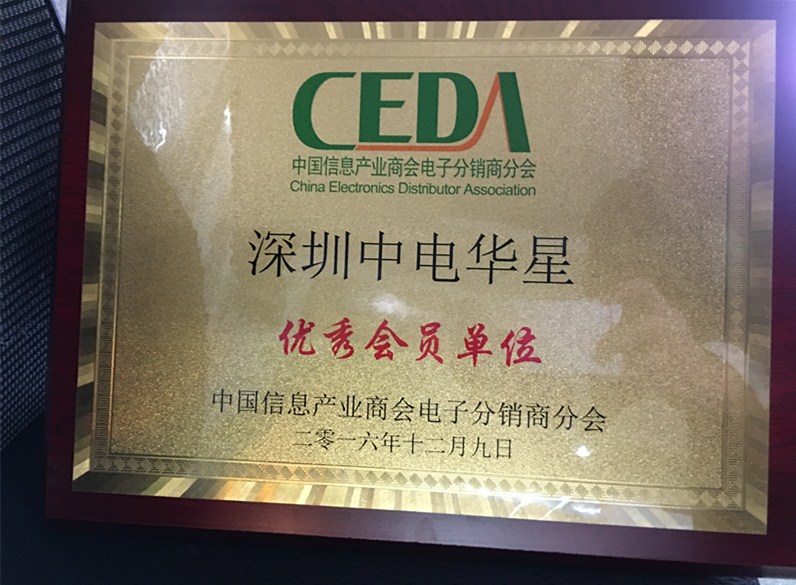 CEDA
中国信息产业商会电子分销商分会
China Electronics Distributor Association
深圳中电华星
优秀会员单位
中国信息产业商会电子分销商分会
二零一六年十二月九日